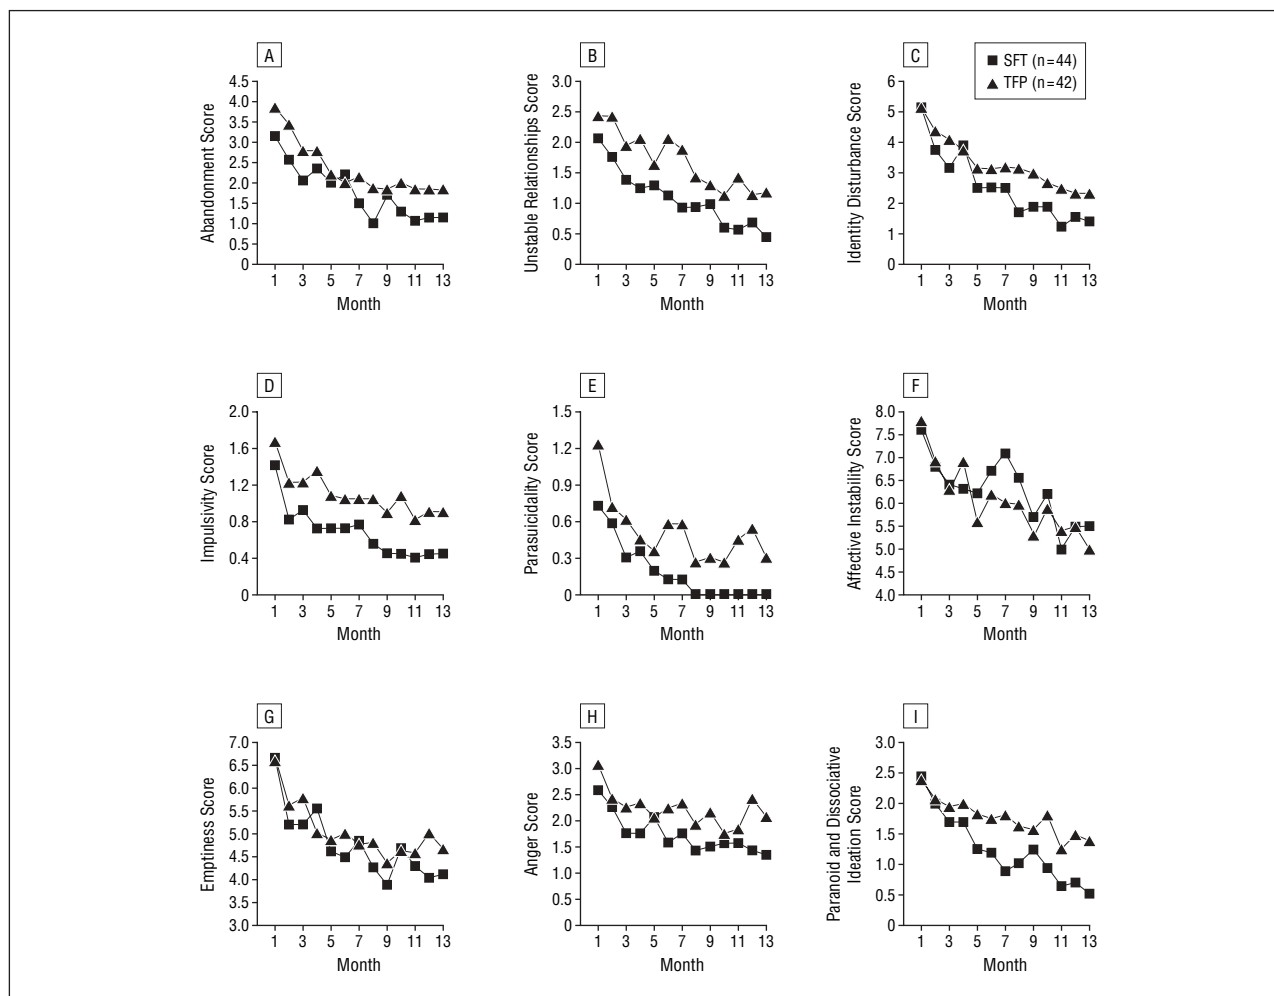 A
Abandonment Score
4.5
4.0
3.5
3.0
2.5
2.0
1.5
1.0
0.5
0
1 3 5 7 9 11 13
Month
B
Unstable Relationships Score
3.0
2.5
2.0
1.5
1.0
0.5
0
1 3 5 7 9 11 13
Month
C
SFT (n=44)
TFP (n=42)
Identity Disturbance Score
6
5
4
3
2
1
0
1 3 5 7 9 11 13
Month
D
Impulsivity Score
2.0
1.6
1.2
0.8
0.4
0
1 3 5 7 9 11 13
Month
E
Parasuicidality Score
1.5
1.2
0.9
0.6
0.3
0
1 3 5 7 9 11 13
Month
F
Affective Instability Score
8.0
7.5
7.0
6.5
6.0
5.5
5.0
4.5
4.0
1 3 5 7 9 11 13
Month
G
Emptiness Score
7.0
6.5
6.0
5.5
5.0
4.5
4.0
3.5
3.0
1 3 5 7 9 11 13
Month
H
Anger Score
3.5
3.0
2.5
2.0
1.5
1.0
0.5
0
1 3 5 7 9 11 13
Month
I
Paranoid and Dissociative
Ideation Score
3.0
2.5
2.0
1.5
1.0
0.5
0
1 3 5 7 9 11 13
Month